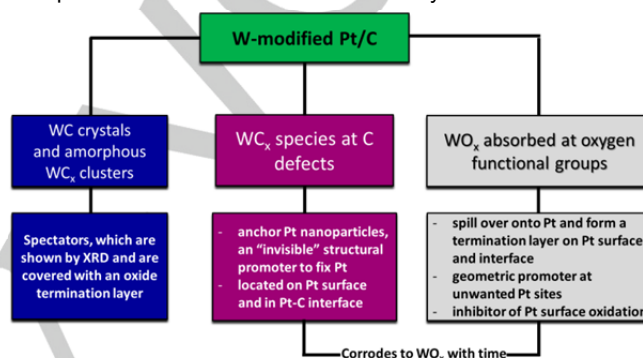 W-modified Pt/C
WC crystals
and amorphous
WCx clusters
WCx species at C
defects
WOx absorbed at oxygen
functional groups
Spectators, which are
shown by XRD and are
covered with an oxide
termination layer
- anchor Pt nanoparticles,
an “invisible” structural
promoter to fix Pt
- located on Pt surface
and in Pt-C interface
- spill over onto Pt and form a
termination layer on Pt surface
and interface
- geometric promoter at
unwanted Pt sites
- inhibitor of Pt surface oxidation
Corrodes to WOx with time